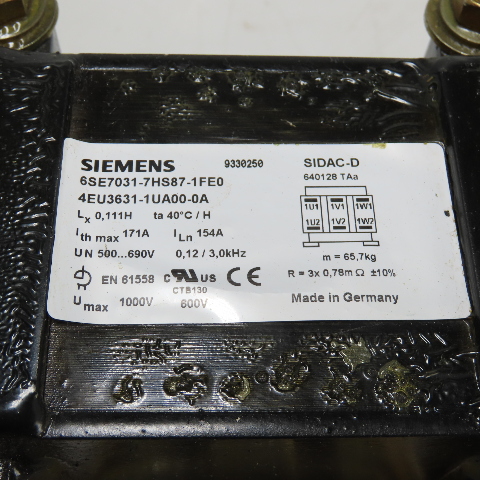 SIEMENS 9330250 SIDAC-D
6SE7031-7HS87-1FE0 640128 TAa
4EU3631-1UA00-0A
1U1 1V1 1W1
1U2 1V2 1W2
Lx 0,111H ta 40°C / H
Ith max 171A ILn 154A
UN 500...690V 0,12 / 3,0kHz
m = 65,7kg
EN 61558 c UR US CE
R = 3x 0,78m Ω ±10%
CTB130
Umax 1000V 600V
Made in Germany